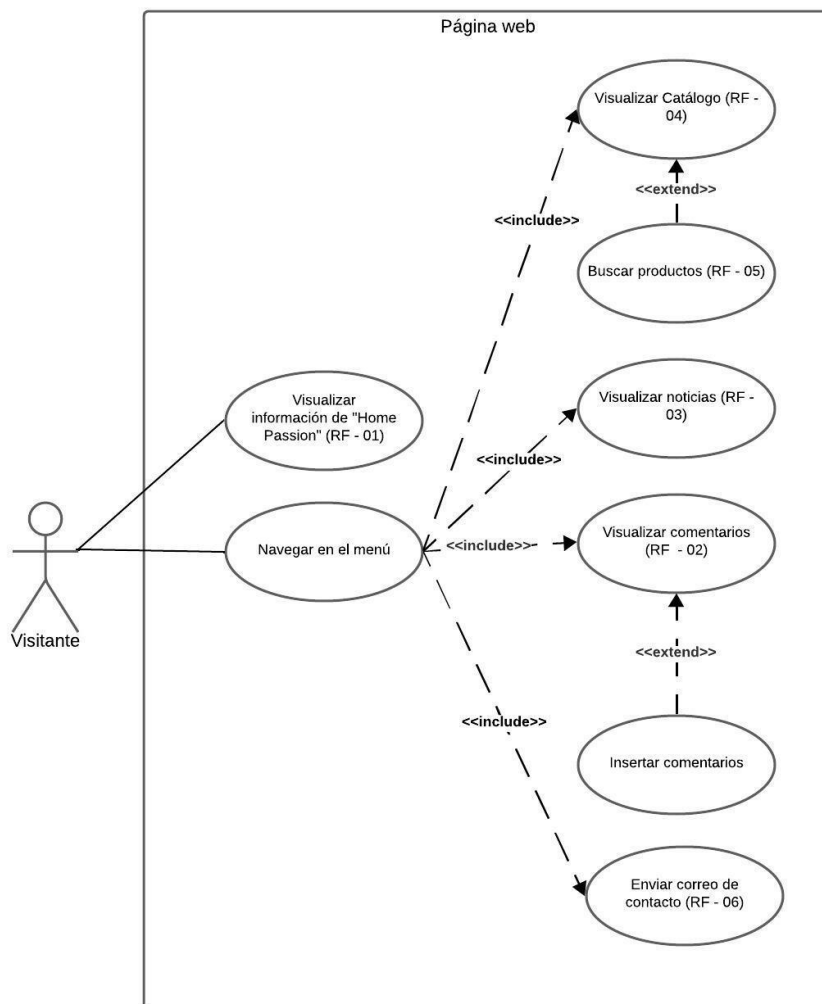 Página web
Visualizar Catálogo (RF -
04)
<<extend>>
<<include>>
Buscar productos (RF - 05)
Visualizar
información de "Home
Passion" (RF - 01)
Visualizar noticias (RF -
03)
<<include>>
Navegar en el menú
<<include>>
Visualizar comentarios
(RF - 02)
Visitante
<<extend>>
<<include>>
Insertar comentarios
Enviar correo de
contacto (RF - 06)